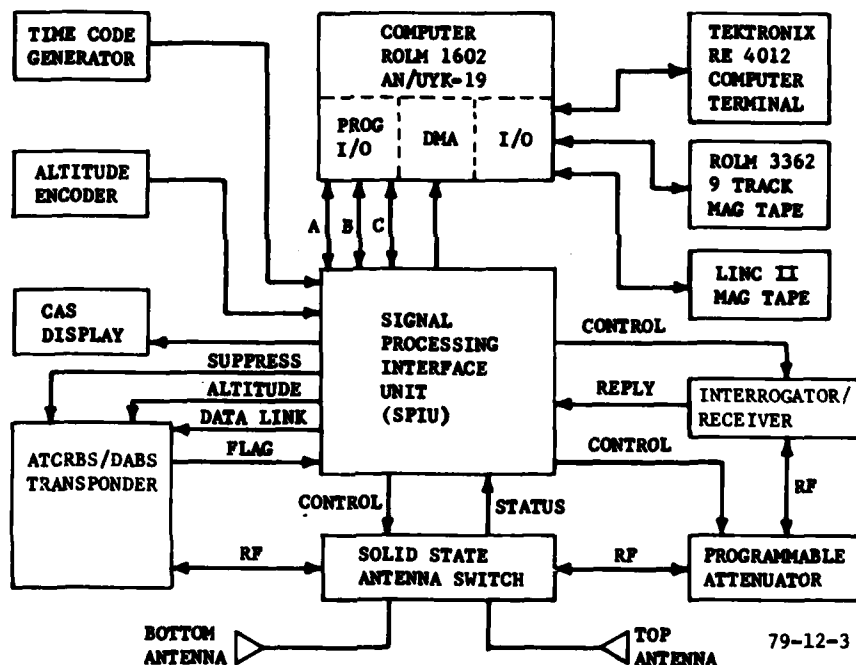 TIME CODE
GENERATOR
COMPUTER
ROLM 1602
AN/UYK-19
PROG
I/O
DMA
I/O
TEKTRONIX
RE 4012
COMPUTER
TERMINAL
ALTITUDE
ENCODER
ROLM 3362
9 TRACK
MAG TAPE
A
B
C
LINC II
MAG TAPE
CAS
DISPLAY
SIGNAL
PROCESSING
INTERFACE
UNIT
(SPIU)
CONTROL
SUPPRESS
ALTITUDE
DATA LINK
FLAG
REPLY
INTERROGATOR/
RECEIVER
CONTROL
ATCRBS/DABS
TRANSPONDER
RF
CONTROL
STATUS
RF
SOLID STATE
ANTENNA SWITCH
RF
PROGRAMMABLE
ATTENUATOR
BOTTOM
ANTENNA
TOP
ANTENNA
79-12-3